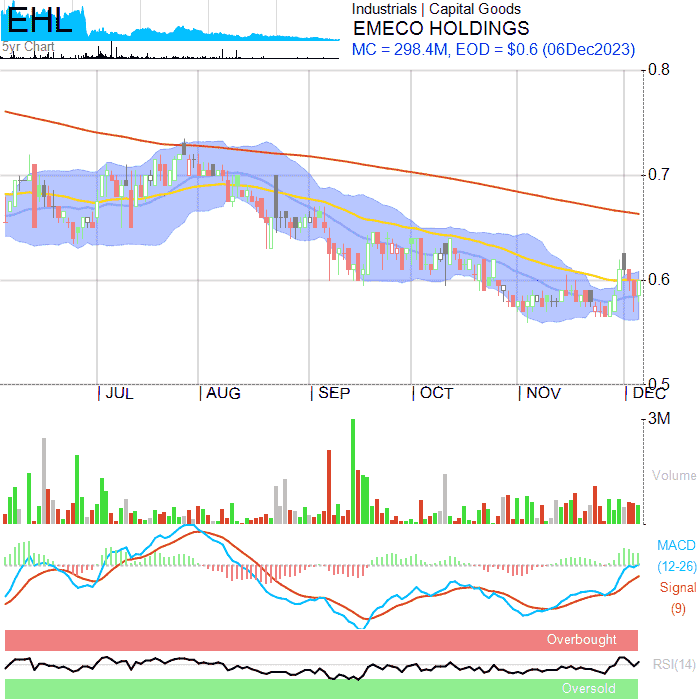 EHL
5yr Chart
Industrials | Capital Goods
EMECO HOLDINGS
MC = 298.4M, EOD = $0.6 (06Dec2023)
0.8
0.7
0.6
0.5
JUL AUG SEP OCT NOV DEC
3M
Volume
MACD
(12-26)
Signal
(9)
Overbought
RSI(14)
Oversold